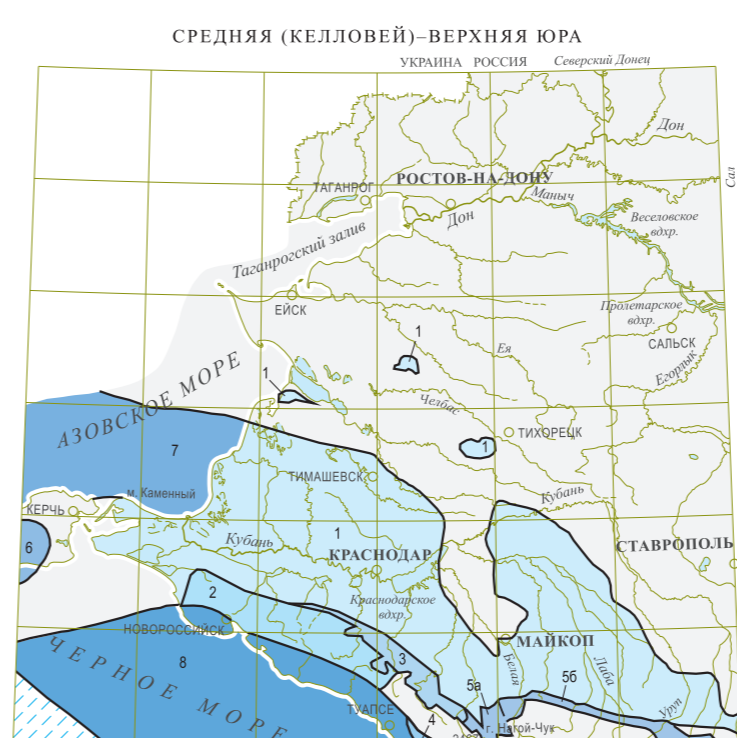 СРЕДНЯЯ (КЕЛЛОВЕЙ)–ВЕРХНЯЯ ЮРА
УКРАИНА РОССИЯ
Северский Донец
Дон
Сал
ТАГАНРОГ
РОСТОВ-НА-ДОНУ
Маныч
Дон
Веселовское
вдхр.
Таганрогский залив
ЕЙСК
Пролетарское
вдхр.
САЛЬСК
1
Ея
Егорлык
1
АЗОВСКОЕ МОРЕ
Челбас
ТИХОРЕЦК
1
7
ТИМАШЕВСК
м. Каменный
Кубань
КЕРЧЬ
1
Кубань
КРАСНОДАР
СТАВРОПОЛЬ
6
2
Краснодарское
вдхр.
НОВОРОССИЙСК
МАЙКОП
ЧЕРНОЕ МОРЕ
8
3
Белая
Лаба
5а
5б
ТУАПСЕ
4
Уруп
г. Нагой-Чук